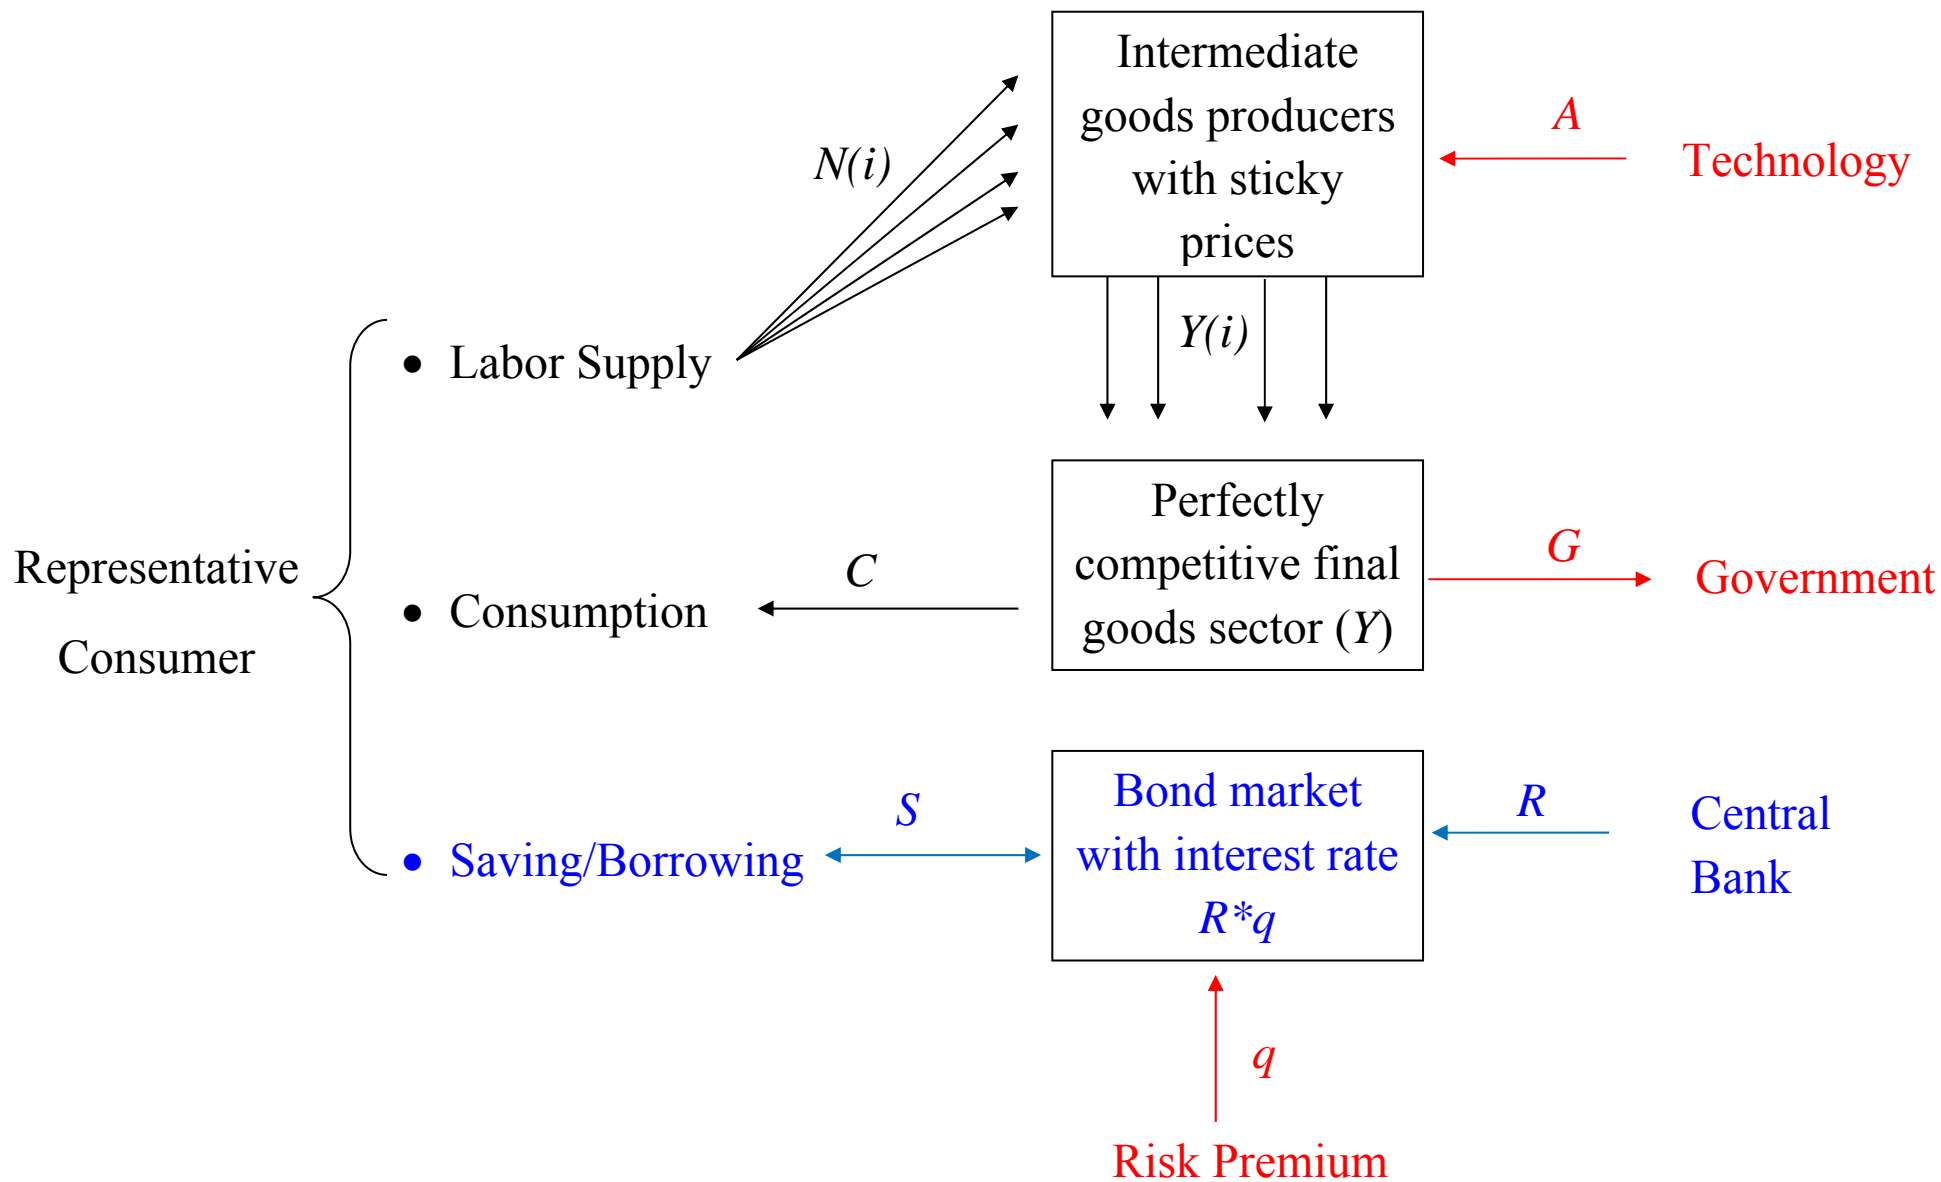 Intermediate
goods producers
with sticky
prices
A
Technology
N(i)
Y(i)
• Labor Supply
Perfectly
competitive final
goods sector (Y)
G
Government
Representative
Consumer
C
• Consumption
Bond market
with interest rate
R*q
S
• Saving/Borrowing
R
Central
Bank
q
Risk Premium